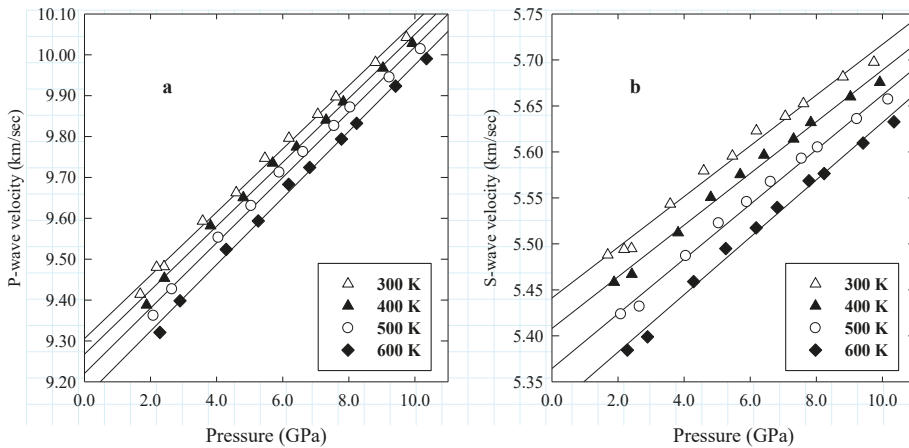 P-wave velocity (km/sec)
10.10
10.00
9.90
9.80
9.70
9.60
9.50
9.40
9.30
9.20
a
300 K
400 K
500 K
600 K
0.0 2.0 4.0 6.0 8.0 10.0
Pressure (GPa)
S-wave velocity (km/sec)
5.75
5.70
5.65
5.60
5.55
5.50
5.45
5.40
5.35
b
300 K
400 K
500 K
600 K
0.0 2.0 4.0 6.0 8.0 10.0
Pressure (GPa)